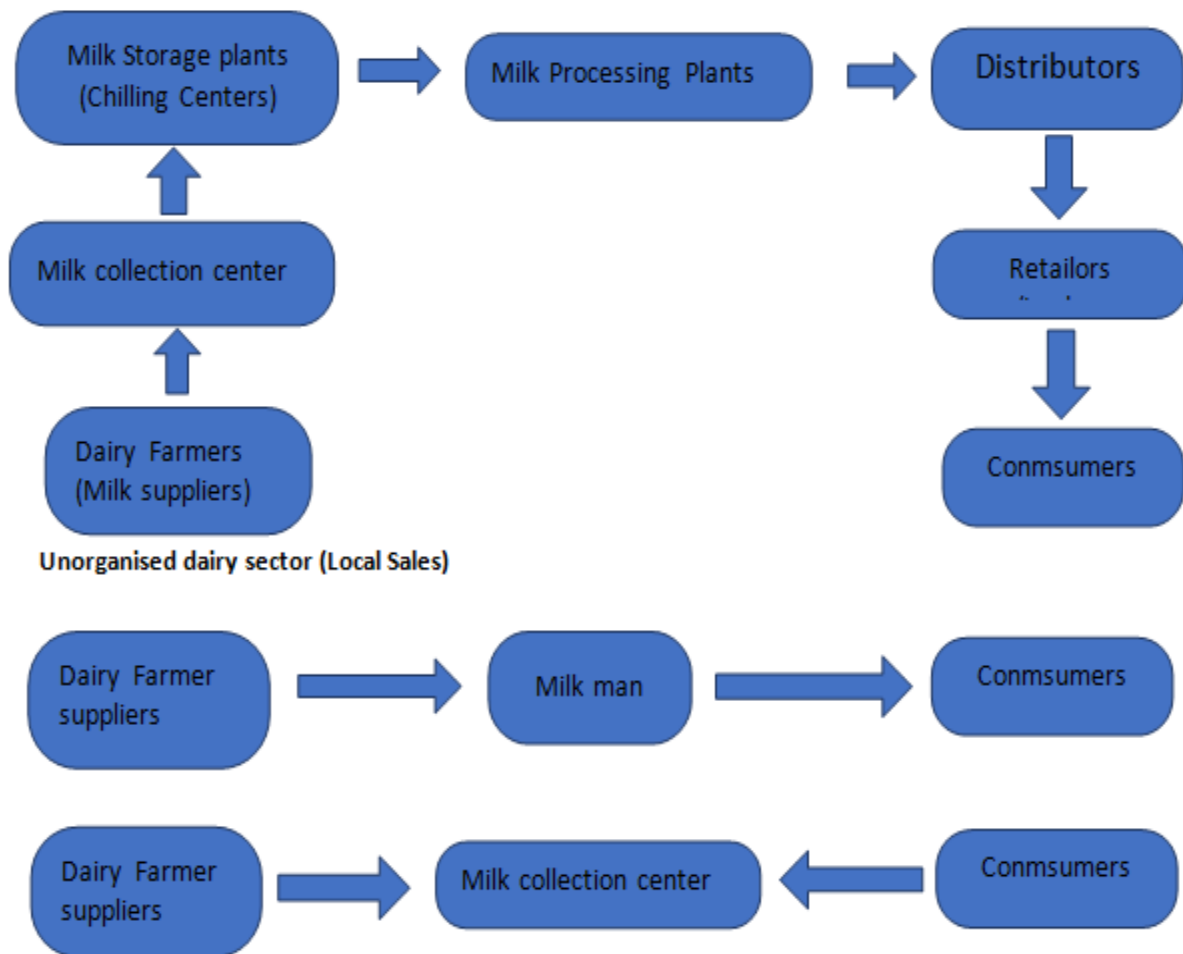 Milk Storage plants
(Chilling Centers)
Milk Processing Plants
Distributors
Milk collection center
Retailors
Dairy Farmers
(Milk suppliers)
Conmsumers
Unorganised dairy sector (Local Sales)
Dairy Farmer
suppliers
Milk man
Conmsumers
Dairy Farmer
suppliers
Milk collection center
Conmsumers